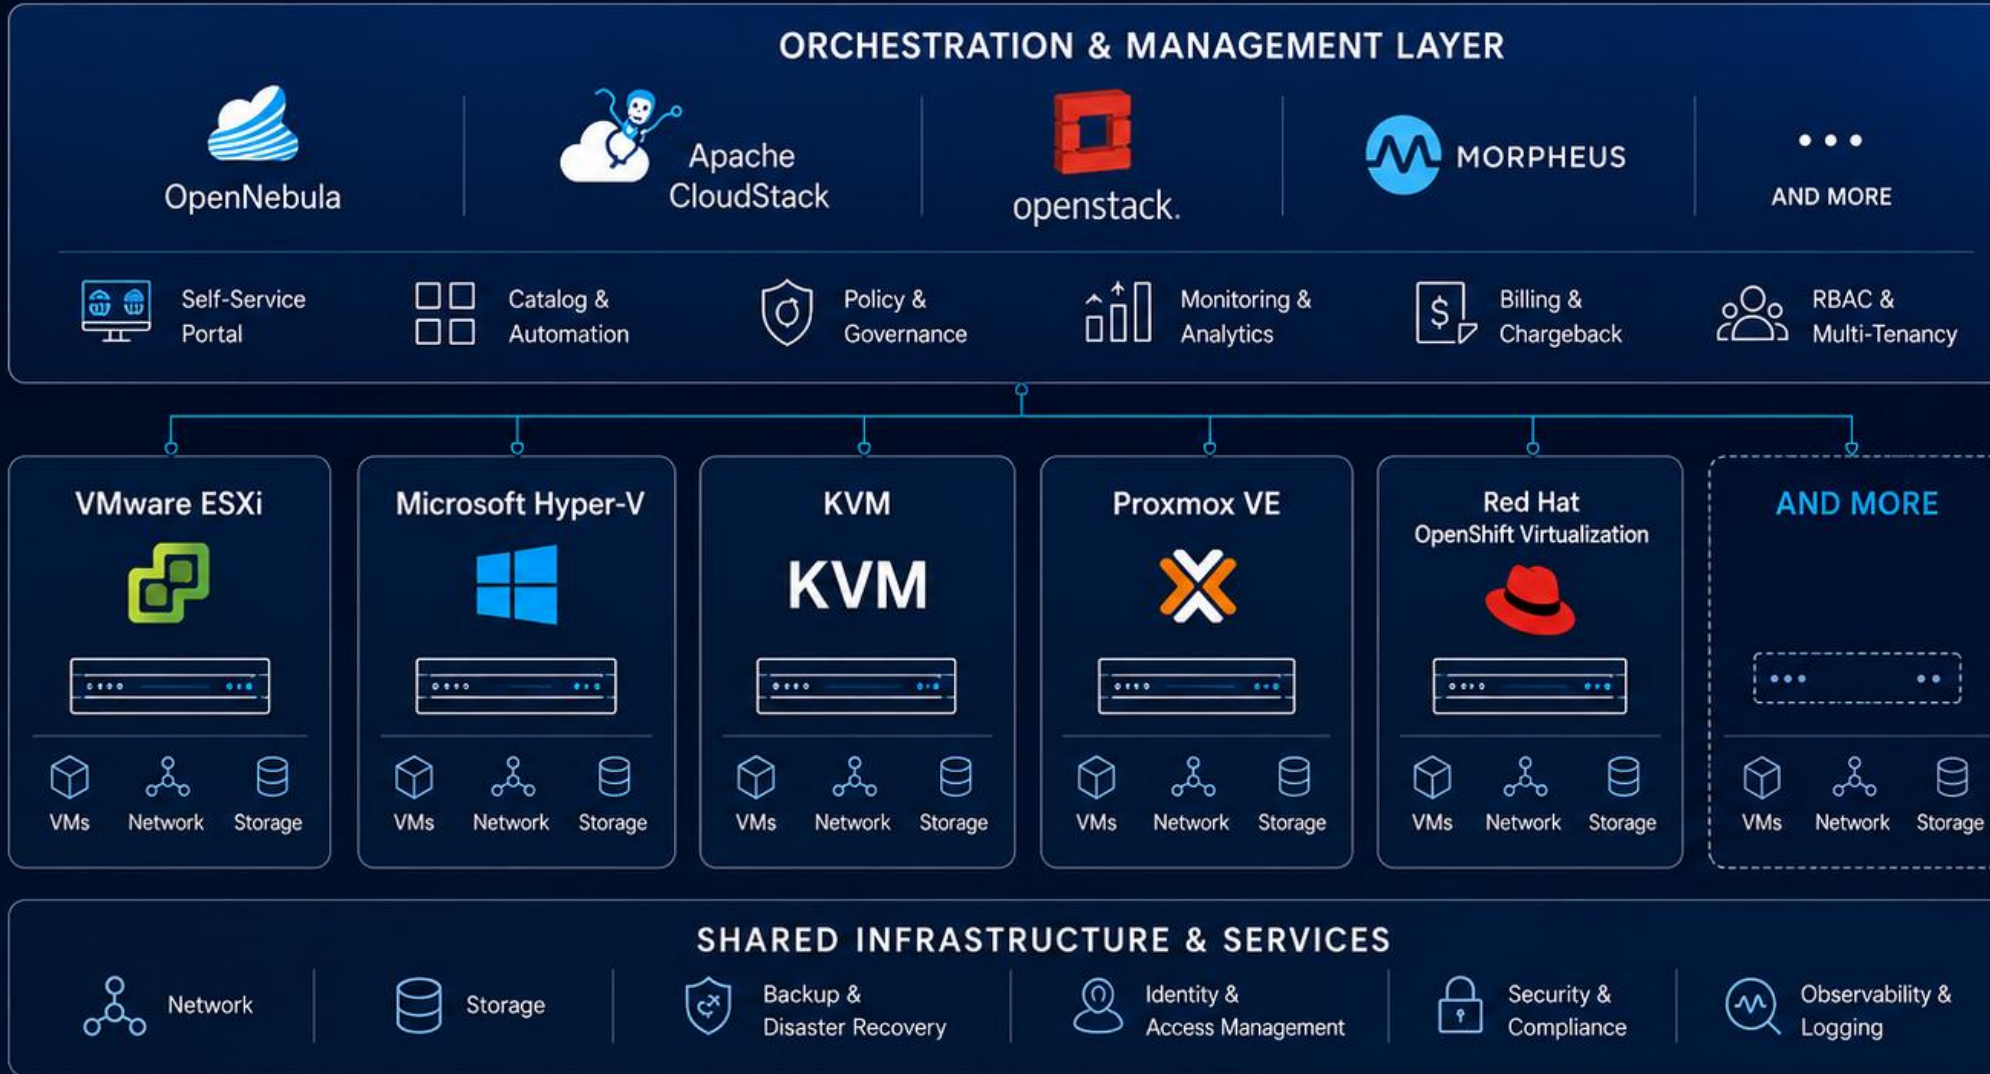 ORCHESTRATION & MANAGEMENT LAYER
OpenNebula
Apache
CloudStack
openstack.
MORPHEUS
AND MORE
Self-Service
Portal
Catalog &
Automation
Policy &
Governance
Monitoring &
Analytics
$
Billing &
Chargeback
RBAC &
Multi-Tenancy
VMware ESXi
VMs
Network
Storage
Microsoft Hyper-V
VMs
Network
Storage
KVM
KVM
VMs
Network
Storage
Proxmox VE
VMs
Network
Storage
Red Hat
OpenShift Virtualization
VMs
Network
Storage
AND MORE
VMs
Network
Storage
SHARED INFRASTRUCTURE & SERVICES
Network
Storage
Backup &
Disaster Recovery
Identity &
Access Management
Security &
Compliance
Observability &
Logging